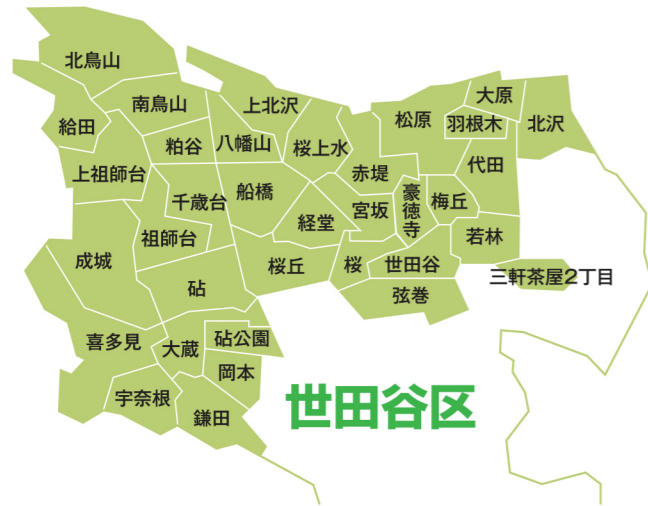 北烏山
南烏山
給田
粕谷
上祖師谷
上北沢
八幡山
桜上水
松原
大原
羽根木
北沢
代田
赤堤
船橋
千歳台
祖師谷
経堂
宮坂
豪徳寺
梅丘
若林
成城
砧
桜丘
桜
世田谷
弦巻
三軒茶屋2丁目
喜多見
大蔵
砧公園
岡本
宇奈根
鎌田
世田谷区